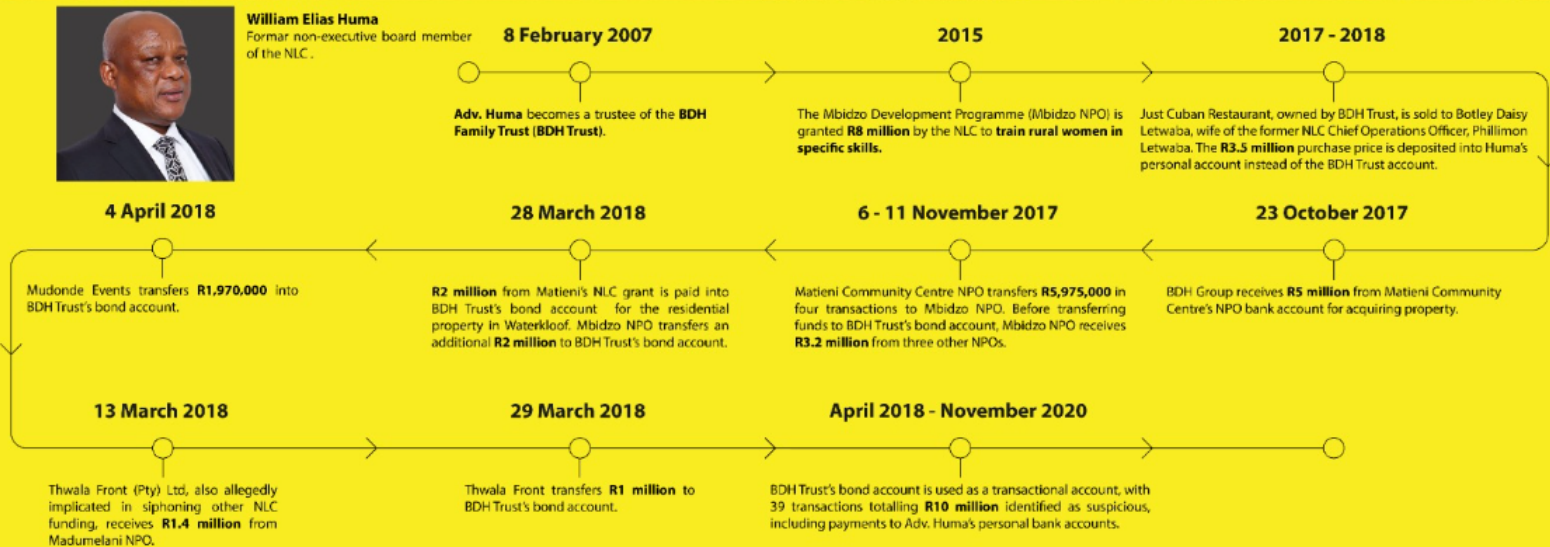 William Elias Huma
Formar non-executive board member
of the NLC .
8 February 2007
Adv. Huma becomes a trustee of the BDH
Family Trust (BDH Trust).
2015
The Mbidzo Development Programme (Mbidzo NPO) is
granted R8 million by the NLC to train rural women in
specific skills.
2017 - 2018
Just Cuban Restaurant, owned by BDH Trust, is sold to Botley Daisy
Letwaba, wife of the former NLC Chief Operations Officer, Phillimon
Letwaba. The R3.5 million purchase price is deposited into Huma's
personal account instead of the BDH Trust account.
23 October 2017
BDH Group receives R5 million from Matieni Community
Centre's NPO bank account for acquiring property.
6 - 11 November 2017
Matieni Community Centre NPO transfers R5,975,000 in
four transactions to Mbidzo NPO. Before transferring
funds to BDH Trust's bond account, Mbidzo NPO receives
R3.2 million from three other NPOs.
28 March 2018
R2 million from Matieni's NLC grant is paid into
BDH Trust's bond account for the residential
property in Waterkloof. Mbidzo NPO transfers an
additional R2 million to BDH Trust's bond account.
4 April 2018
Mudonde Events transfers R1,970,000 into
BDH Trust's bond account.
13 March 2018
Thwala Front (Pty) Ltd, also allegedly
implicated in siphoning other NLC
funding, receives R1.4 million from
Madumelani NPO.
29 March 2018
Thwala Front transfers R1 million to
BDH Trust's bond account.
April 2018 - November 2020
BDH Trust's bond account is used as a transactional account, with
39 transactions totalling R10 million identified as suspicious,
including payments to Adv. Huma's personal bank accounts.